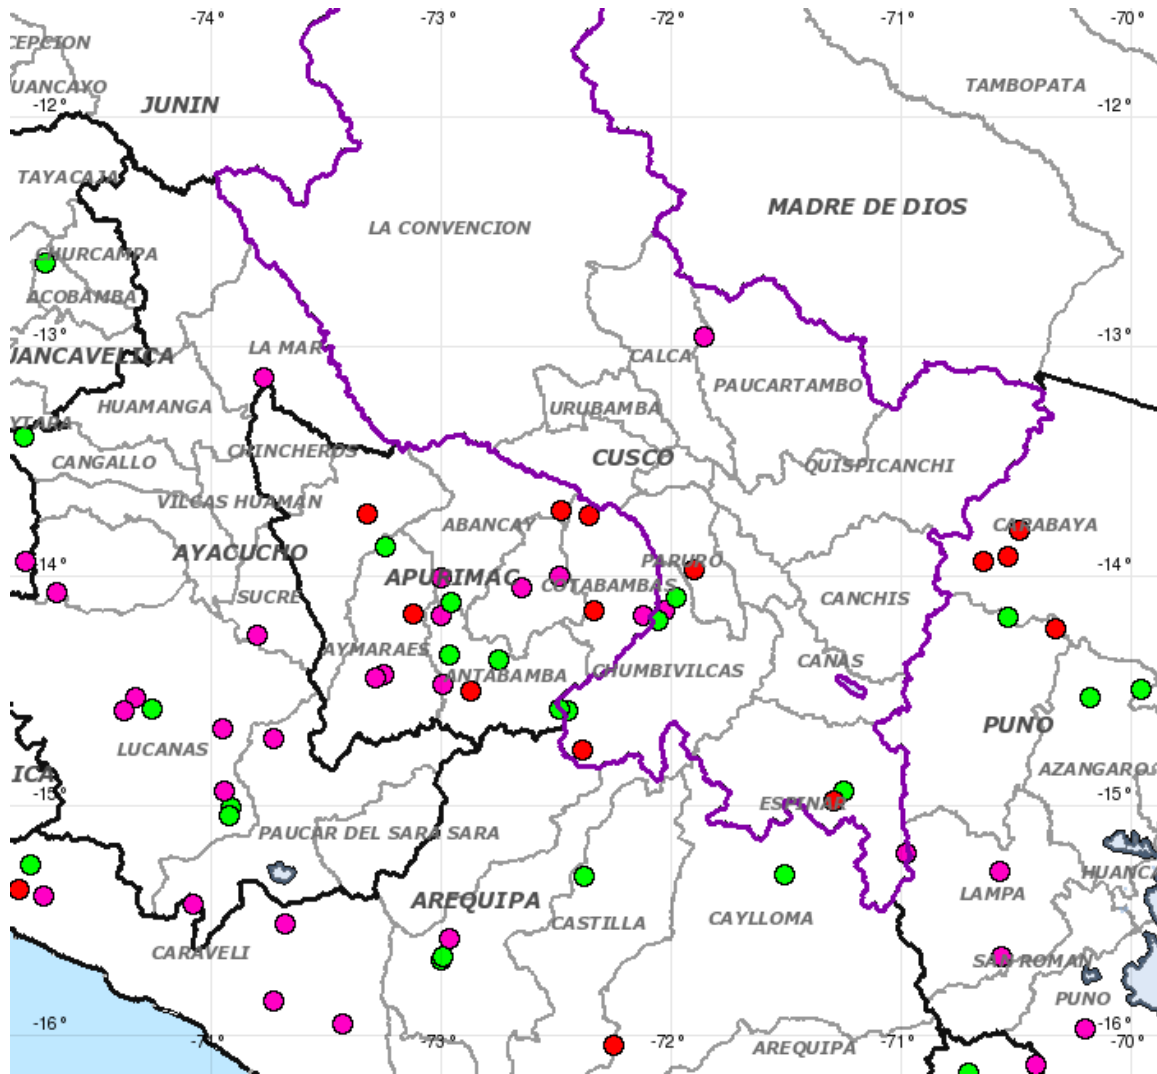 -74°
-73°
-72°
-71°
-70°
CEPCION
UANCAYO
TAMBOPATA
-12°
JUNIN
-12°
TAYACAJA
MADRE DE DIOS
LA CONVENCION
CHURCAMPA
ACOBAMBA
-13°
-13°
UANCAVELICA
LA MAR
CALCA
PAUCARTAMBO
HUAMANGA
URUBAMBA
YTARA
CHINCHEROS
CUSCO
CANGALLO
QUISPICANCHI
VILCAS HUAMAN
ABANCAY
CARABAYA
AYACUCHO
PARURO
-14°
APURIMAC
COTABAMBAS
-14°
SUCRE
CANCHIS
AYMARAES
CANAS
ANTABAMBA
CHUMBIVILCAS
PUNO
LUCANAS
ICA
AZANGARO
-15°
ESPINAR
-15°
PAUCAR DEL SARA SARA
HUANCA
LAMPA
AREQUIPA
CASTILLA
CAYLLOMA
CARAVELI
SAN ROMAN
PUNO
-16°
-16°
-74°
-73°
-72°
-71°
AREQUIPA